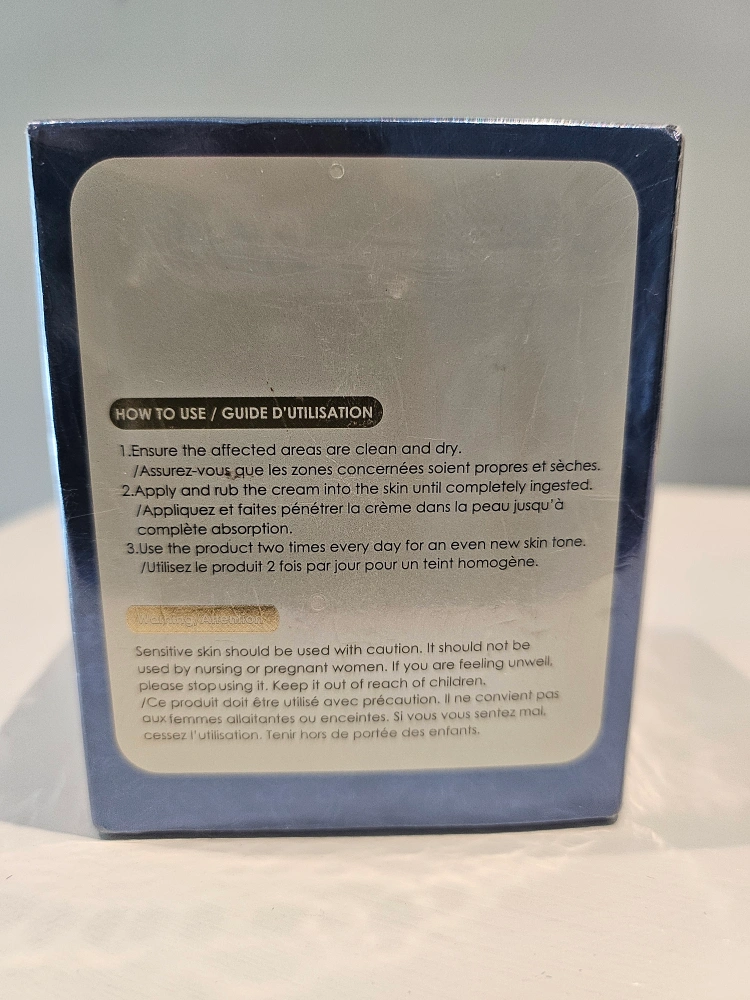 HOW TO USE / GUIDE D'UTILISATION
1.Ensure the affected areas are clean and dry.
/Assurez-vous que les zones concernées soient propres et sèches.
2.Apply and rub the cream into the skin until completely ingested.
/Appliquez et faites pénétrer la crème dans la peau jusqu'à
complète absorption.
3.Use the product two times every day for an even new skin tone.
/Utilisez le produit 2 fois par jour pour un teint homogène.
Warning/Attention
Sensitive skin should be used with caution. It should not be
used by nursing or pregnant women. If you are feeling unwell,
please stop using it. Keep it out of reach of children.
/Ce produit doit être utilisé avec précaution. Il ne convient pas
aux femmes allaitantes ou enceintes. Si vous vous sentez mal,
cessez l'utilisation. Tenir hors de portée des enfants.